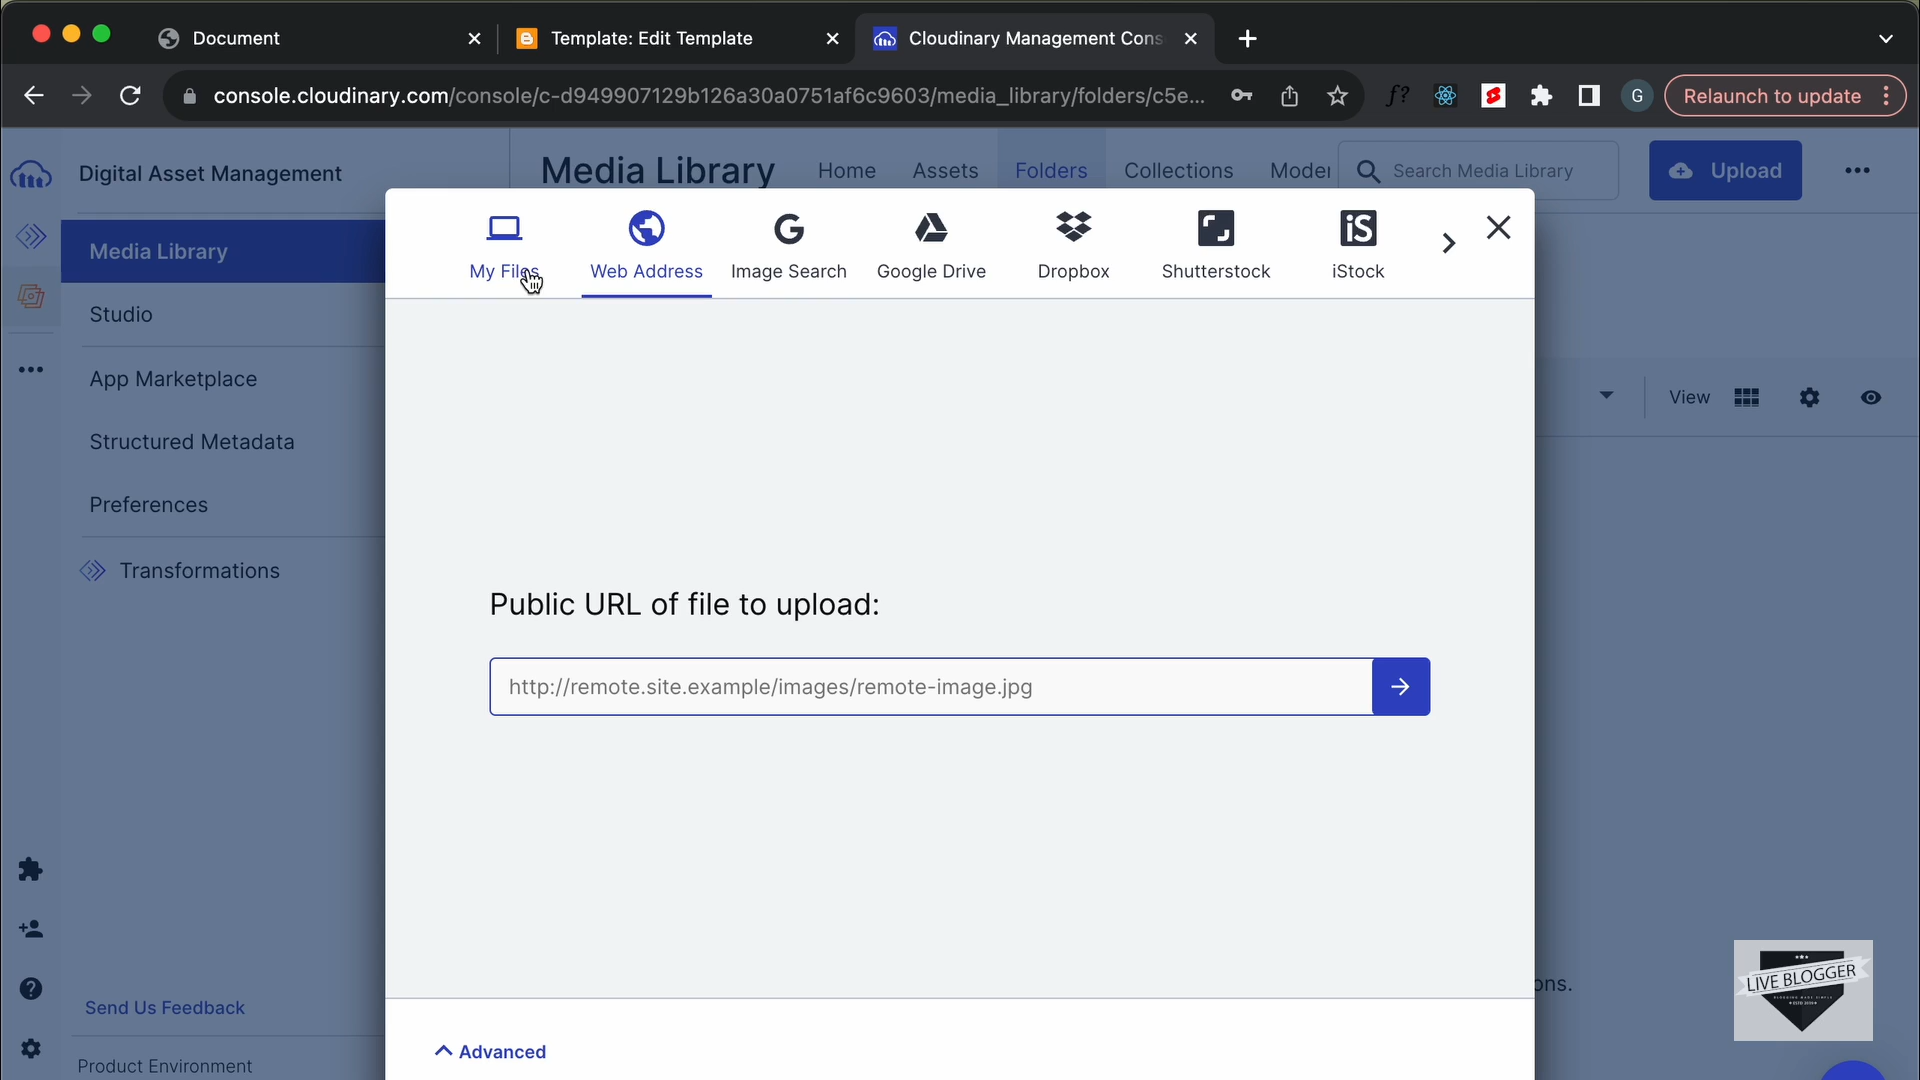 Document
Template: Edit Template
Cloudinary Management Cons
console.cloudinary.com/console/c-d949907129b126a30a0751af6c9603/media_library/folders/c5e...
G
Relaunch to update
Digital Asset Management
Media Library
Home
Assets
Folders
Collections
Moder
Search Media Library
Upload
Media Library
Studio
App Marketplace
Structured Metadata
Preferences
Transformations
My Files
Web Address
Image Search
Google Drive
Dropbox
Shutterstock
iS
iStock
View
Public URL of file to upload:
http://remote.site.example/images/remote-image.jpg
ons.
LIVE BLOGGER
Send Us Feedback
Advanced
Product Environment